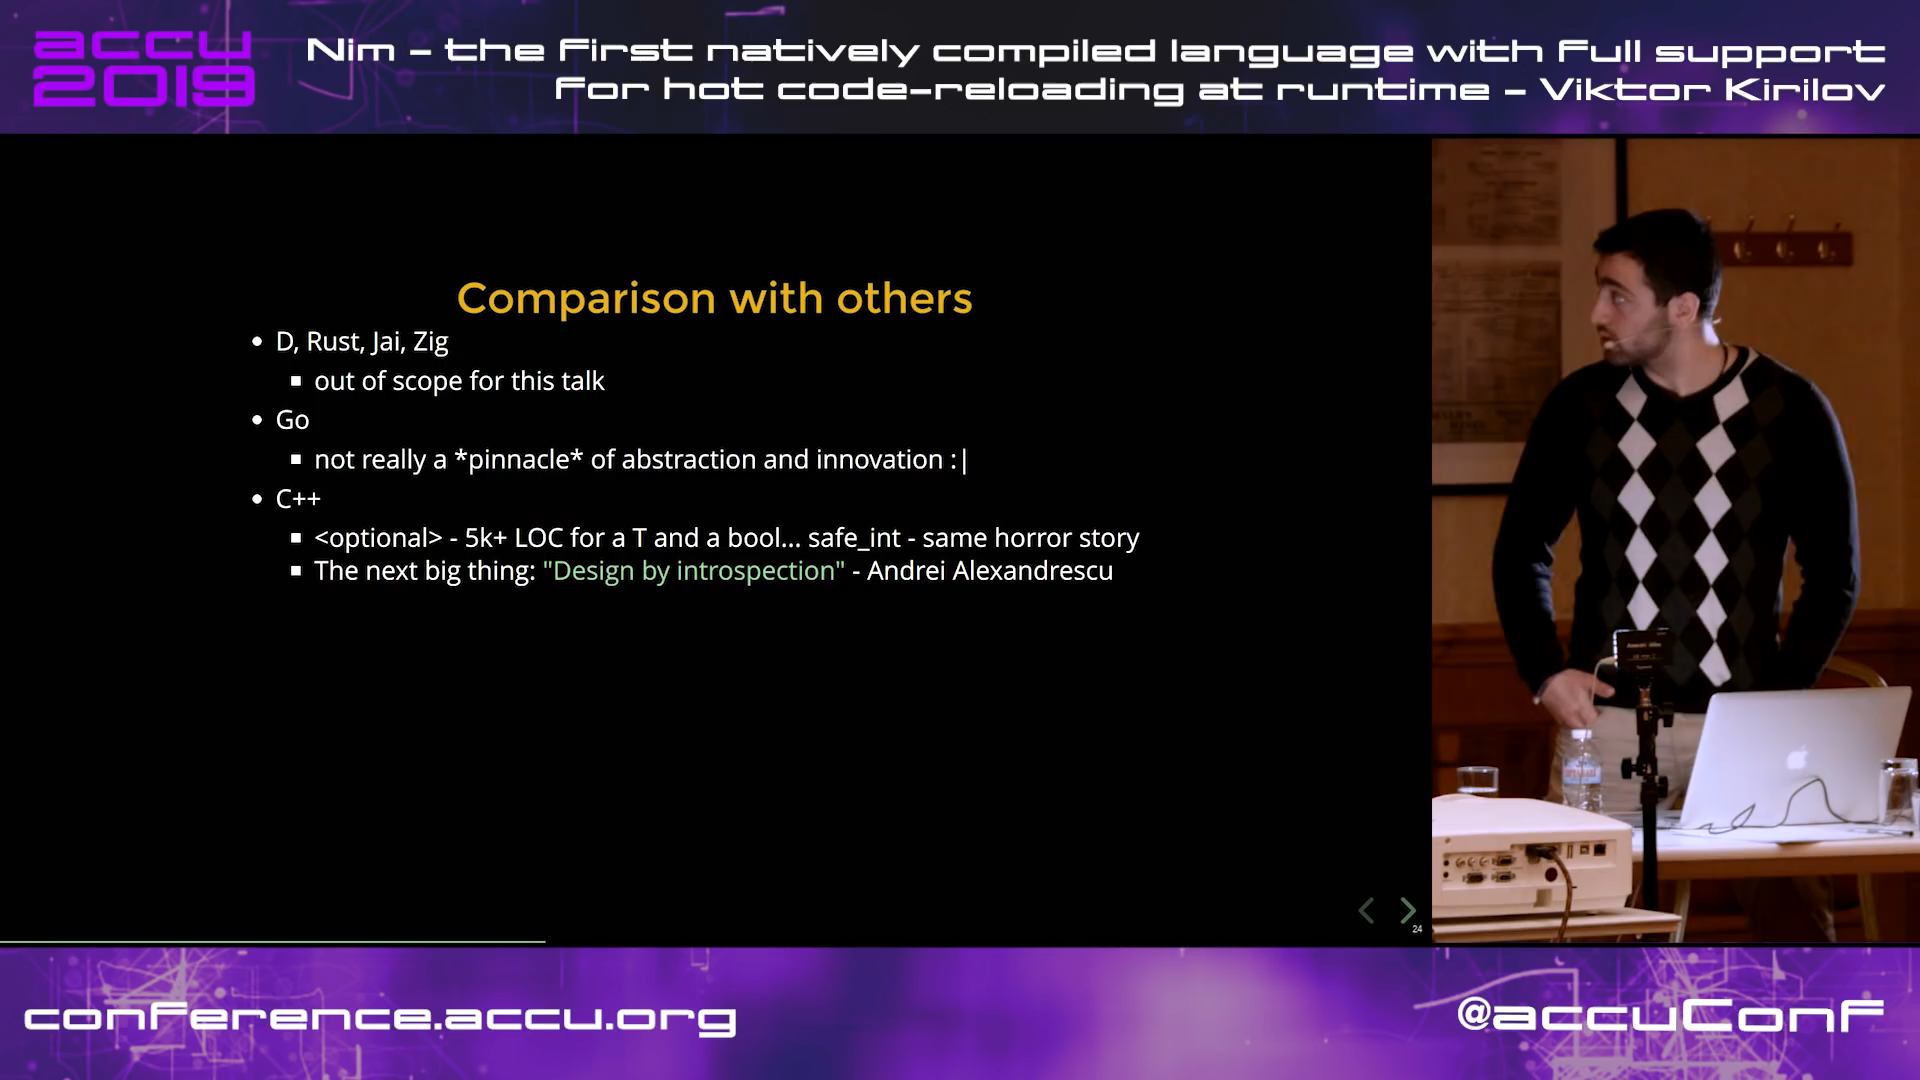 accu
2019
Nim – the first natively compiled language with full support
for hot code-reloading at runtime – Viktor Kirilov
Comparison with others
• D, Rust, Jai, Zig
▪ out of scope for this talk
• Go
▪ not really a *pinnacle* of abstraction and innovation :|
• C++
▪ <optional> - 5k+ LOC for a T and a bool... safe_int - same horror story
▪ The next big thing: "Design by introspection" - Andrei Alexandrescu
24
conference.accu.org
@accuConf